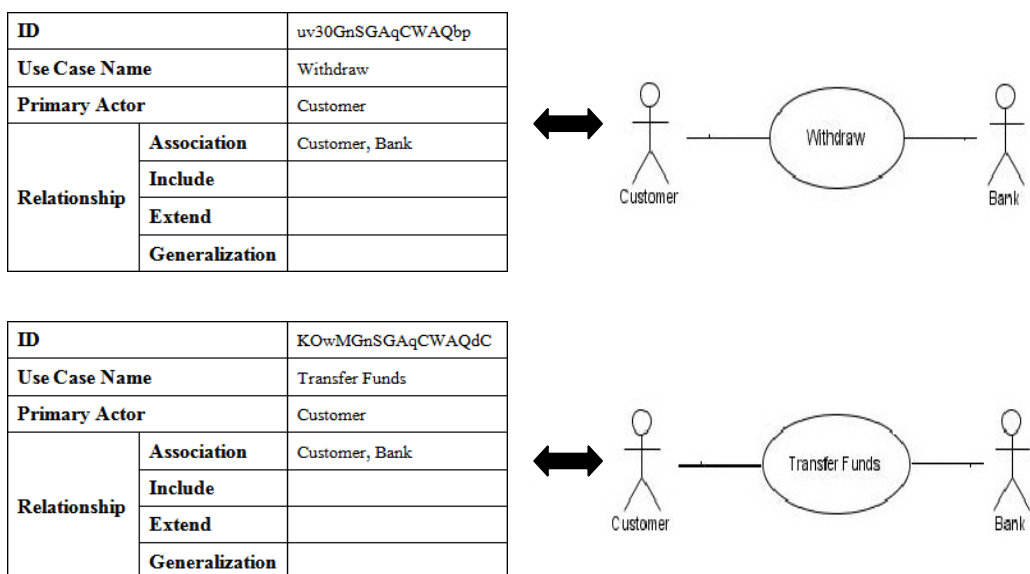 ID uv30GnSGAqCWAQbp
Use Case Name Withdraw
Primary Actor Customer
Relationship
Association Customer, Bank
Include
Extend
Generalization
Withdraw
Customer
Bank
ID KOwMGnSGAqCWAQdC
Use Case Name Transfer Funds
Primary Actor Customer
Relationship
Association Customer, Bank
Include
Extend
Generalization
Transfer Funds
Customer
Bank